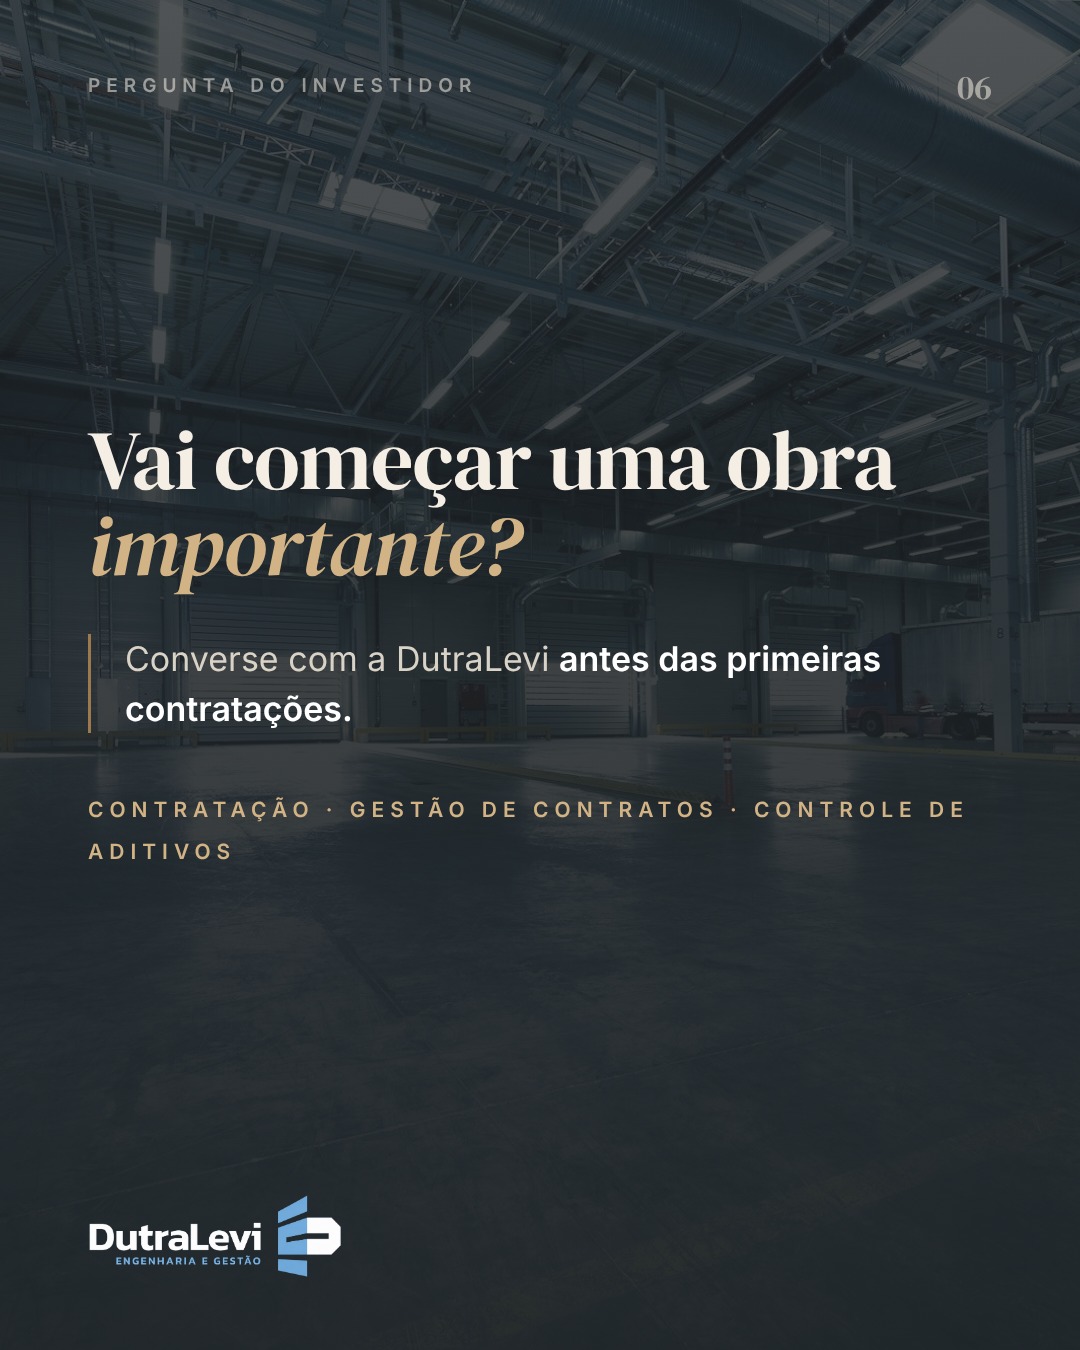 PERGUNTA DO INVESTIDOR
06
Vai começar uma obra
importante?
Converse com a DutraLevi antes das primeiras
contratações.
CONTRATAÇÃO · GESTÃO DE CONTRATOS · CONTROLE DE
ADITIVOS
DutraLevi
ENGENHARIA E GESTÃO